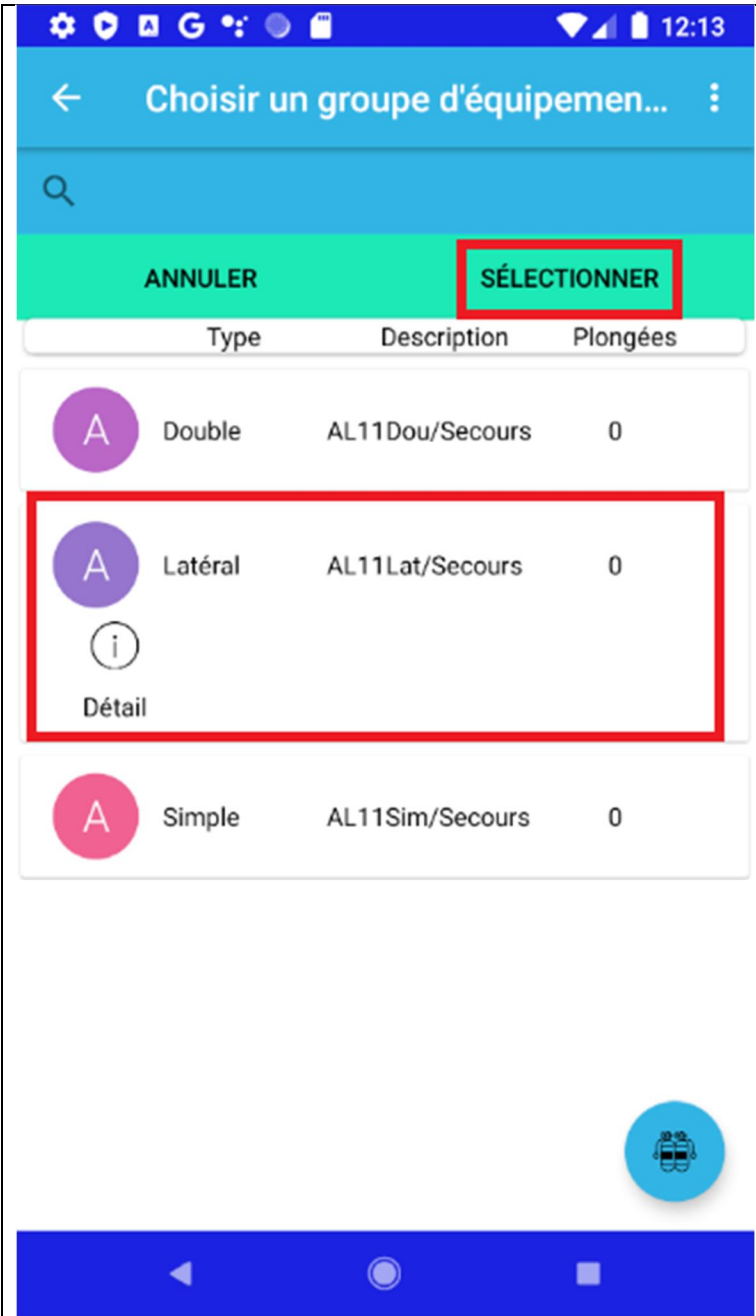 12:13
Choisir un groupe d'équipemen...
ANNULER SÉLECTIONNER
Type Description Plongées
A Double AL11Dou/Secours 0
A Latéral AL11Lat/Secours 0
i
Détail
A Simple AL11Sim/Secours 0